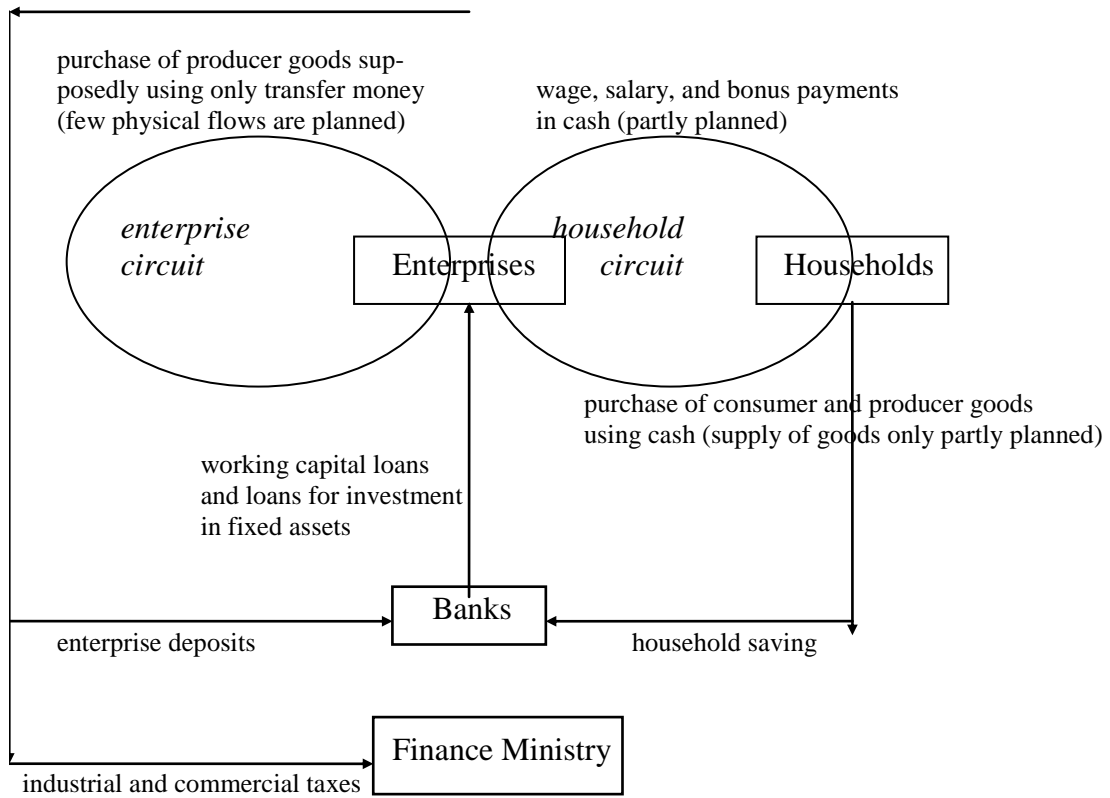 purchase of producer goods sup-
posedly using only transfer money
(few physical flows are planned)
wage, salary, and bonus payments
in cash (partly planned)
enterprise
circuit
Enterprises
household
circuit
Households
purchase of consumer and producer goods
using cash (supply of goods only partly planned)
working capital loans
and loans for investment
in fixed assets
Banks
enterprise deposits
household saving
Finance Ministry
industrial and commercial taxes